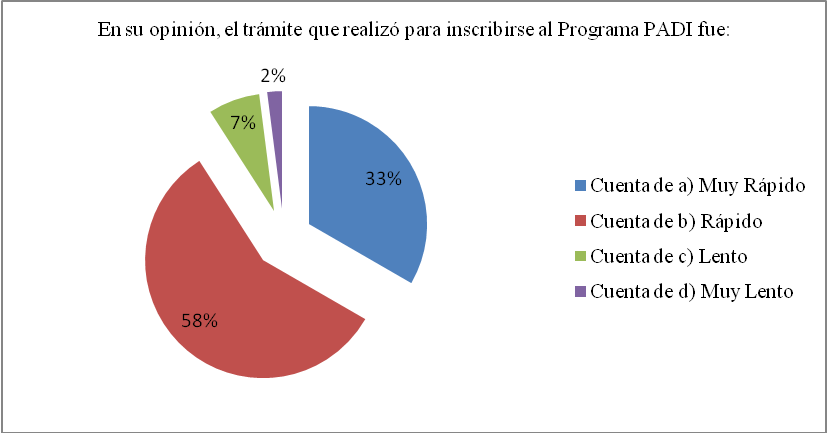 En su opinión, el trámite que realizó para inscribirse al Programa PADI fue:
2%
7%
33%
58%
Cuenta de a) Muy Rápido
Cuenta de b) Rápido
Cuenta de c) Lento
Cuenta de d) Muy Lento